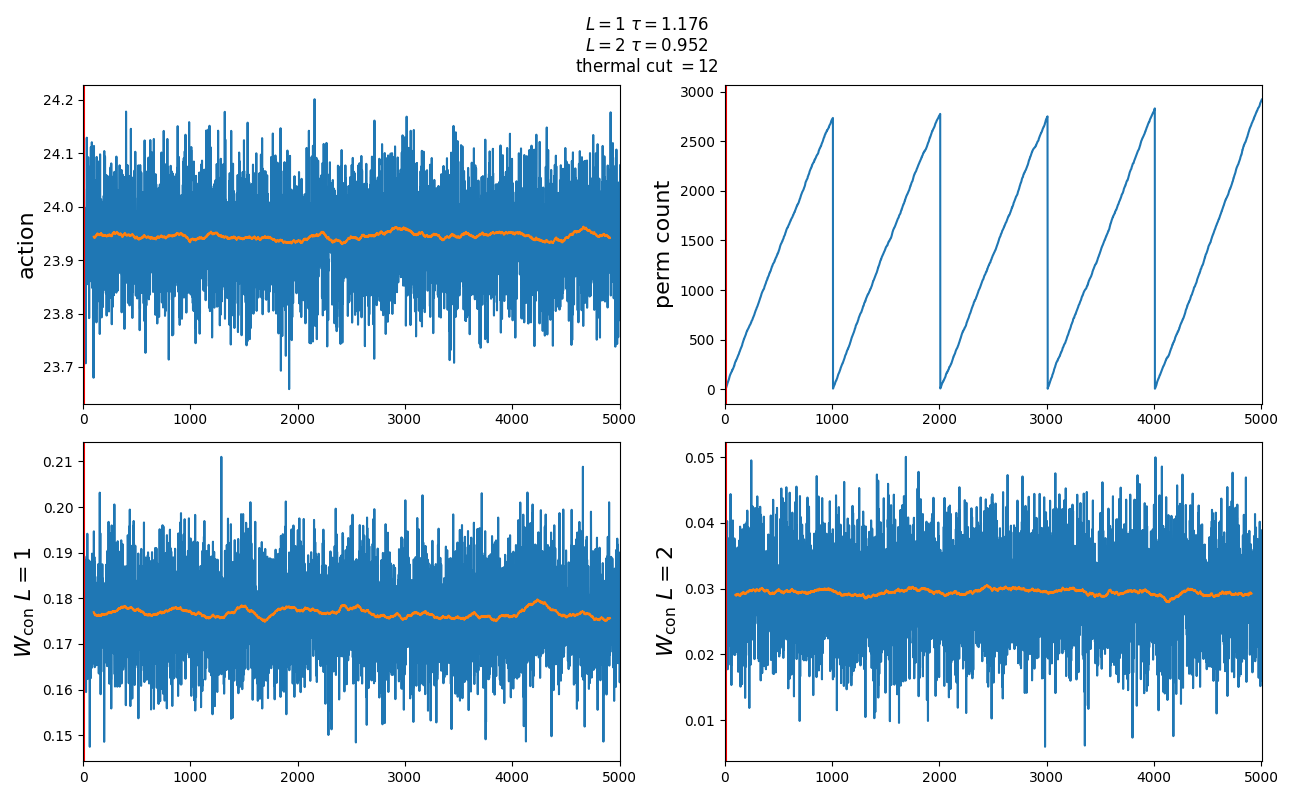 L = 1 τ = 1.176
L = 2 τ = 0.952
thermal cut = 12
24.2
24.1
24.0
23.9
23.8
23.7
action
0 1000 2000 3000 4000 5000
3000
2500
2000
1500
1000
500
0
perm count
0 1000 2000 3000 4000 5000
0.21
0.20
0.19
0.18
0.17
0.16
0.15
W_con L = 1
0 1000 2000 3000 4000 5000
0.05
0.04
0.03
0.02
0.01
W_con L = 2
0 1000 2000 3000 4000 5000